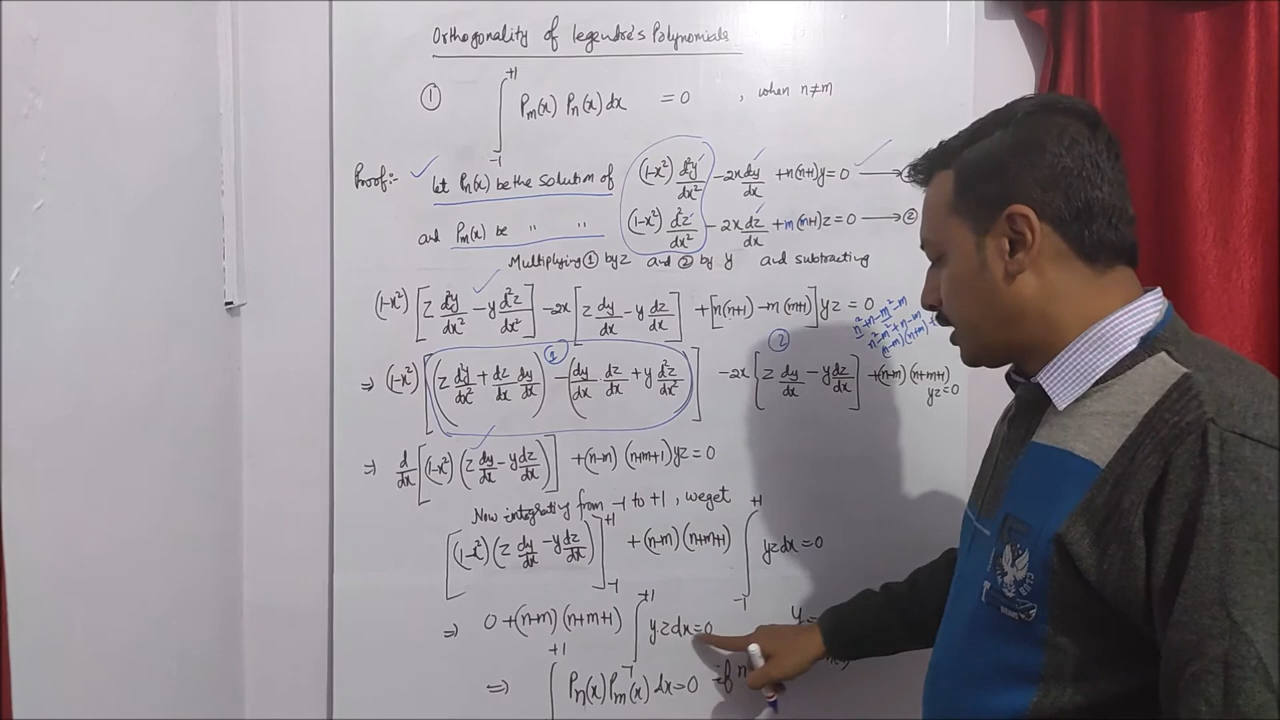 Orthogonality of legendre's Polynomials
① ∫₋₁⁺¹ Pm(x) Pn(x) dx = 0 , when n≠m
Proof:- let Pn(x) be the solution of (1-x²) d²y/dx² - 2x dy/dx + n(n+1)y = 0 →
and Pm(x) be " " (1-x²) d²z/dx² - 2x dz/dx + m(m+1)z = 0 → ②
Multiplying ① by z and ② by y and subtracting
(1-x²) [z d²y/dx² - y d²z/dx²] - 2x [z dy/dx - y dz/dx] + [n(n+1) - m(m+1)] yz = 0
n²+n-m²-m
n²-m²+n-m
(n-m)(n+m)+
① ②
⇒ (1-x²) [(z d²y/dx² + dz/dx dy/dx) - (dy/dx . dz/dx + y d²z/dx²)] - 2x [z dy/dx - y dz/dx] + (n-m) (n+m+1) yz = 0
⇒ d/dx [(1-x²) (z dy/dx - y dz/dx)] + (n-m) (n+m+1) yz = 0
Now integrating from -1 to +1, we get
[(1-x²) (z dy/dx - y dz/dx)]₋₁⁺¹ + (n-m) (n+m+1) ∫₋₁⁺¹ yz dx = 0
⇒ 0 + (n-m) (n+m+1) ∫₋₁⁺¹ y.z dx = 0 y =
⇒ ∫₋₁⁺¹ Pn(x) Pm(x) dx = 0 if n